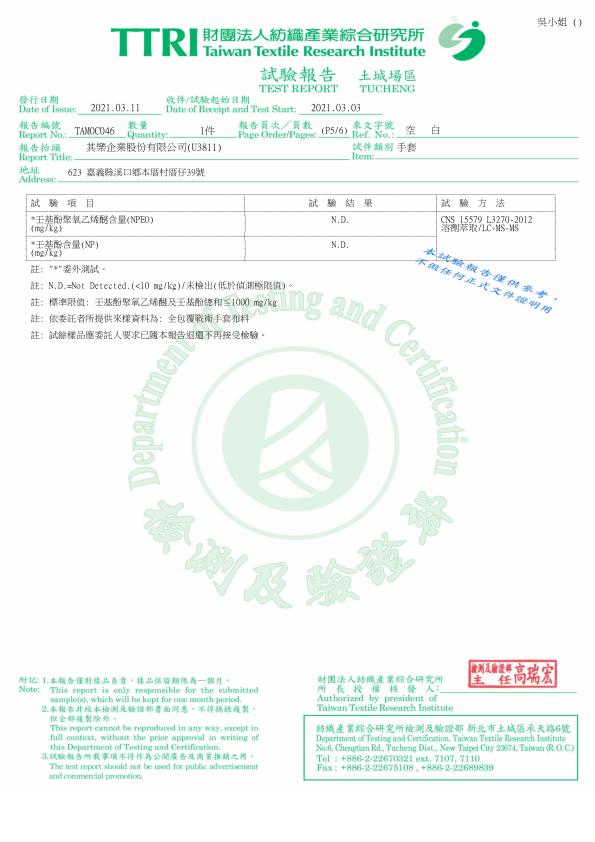 吳小姐 ( )
TTRI 財團法人紡織產業綜合研究所
Taiwan Textile Research Institute
試驗報告 土城場區
TEST REPORT TUCHENG
發行日期 收件/試驗起始日期
Date of Issue: 2021.03.11 Date of Receipt and Test Start: 2021.03.03
報告編號 數量 報告頁次／頁數 來文字號
Report No.: TAMOC046 Quantity: 1件 Page Order/Pages: (P5/6) Ref. No.: 空 白
報告抬頭 其樂企業股份有限公司(U3811) 試件類別 手套
Report Title: Item:
地址
Address: 623 嘉義縣溪口鄉本厝村厝仔39號
試 驗 項 目 試 驗 結 果 試 驗 方 法
*壬基酚聚氧乙烯醚含量(NPEO) N.D. CNS 15579 L3270-2012
(mg/kg) 溶劑萃取/LC-MS-MS
*壬基酚含量(NP) N.D.
(mg/kg)
本試驗報告僅供參考，
不做任何正式文件證明用
註: "*"委外測試。
註: N.D.=Not Detected.(<10 mg/kg)/未檢出(低於偵測極限值)。
註: 標準限值: 壬基酚聚氧乙烯醚及壬基酚總和≦1000 mg/kg
註: 依委託者所提供來樣資料為: 全包覆戰術手套布料
註: 試餘樣品應委託人要求已隨本報告退還不再接受檢驗。
Department of Testing and Certification
檢測及驗證部
附記: 1.本報告僅對樣品負責，樣品保留期限為一個月。
Note: This report is only responsible for the submitted
sample(s), which will be kept for one month period.
2.本報告非經本檢測及驗證部書面同意，不得摘錄複製，
但全部複製除外。
This report cannot be reproduced in any way, except in
full context, without the prior approval in writing of
this Department of Testing and Certification.
3.試驗報告所載事項不得作為公開廣告及商業推銷之用。
The test report should not be used for public advertisement
and commercial promotion.
財團法人紡織產業綜合研究所
所長授權核發人:
檢測及驗證部
主 任 高瑞宏
Authorized by president of
Taiwan Textile Research Institute
紡織產業綜合研究所檢測及驗證部 新北市土城區承天路6號
Department of Testing and Certification, Taiwan Textile Research Institute
No.6, Chengtian Rd., Tucheng Dist., New Taipei City 23674, Taiwan (R.O.C.)
Tel : +886-2-22670321 ext. 7107, 7110
Fax : +886-2-22675108 , +886-2-22689839